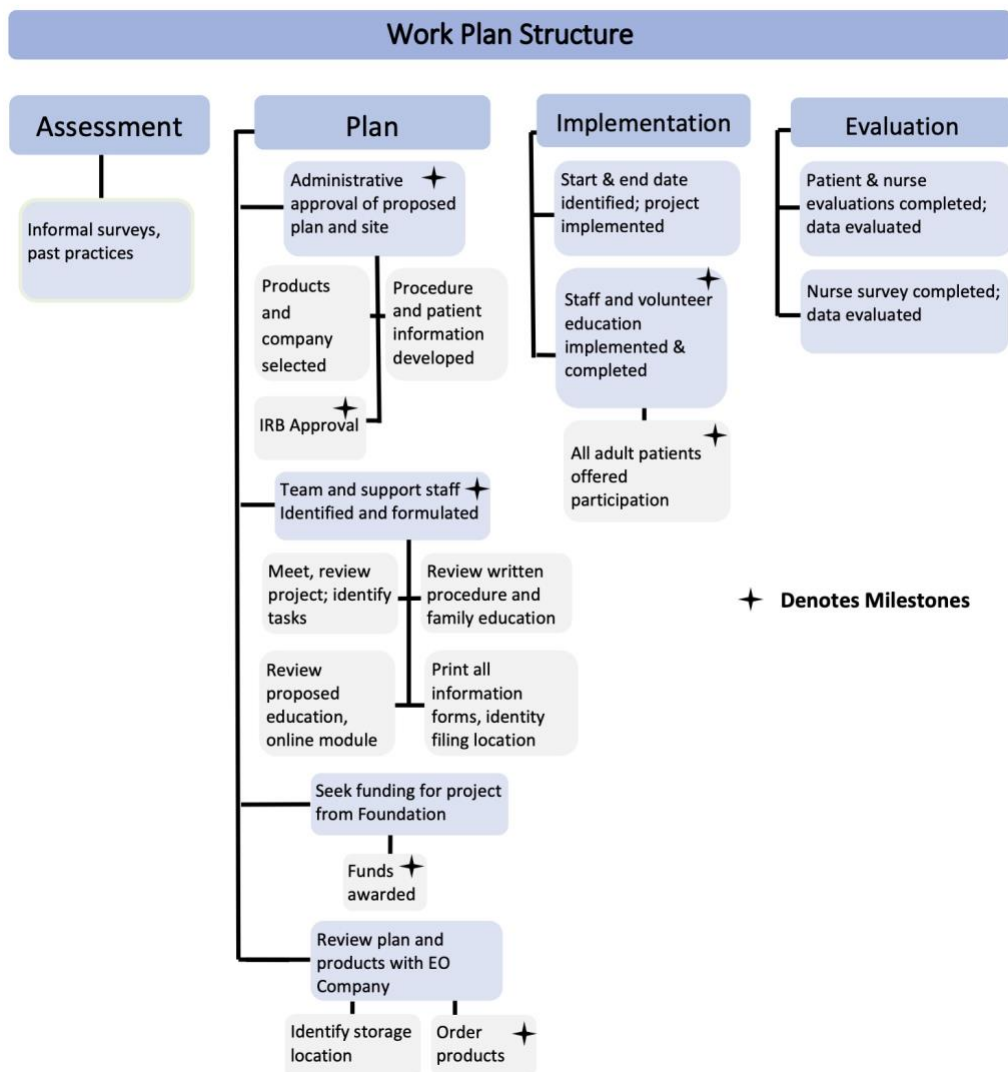 Work Plan Structure
Assessment
Informal surveys,
past practices
Plan
Administrative
approval of proposed
plan and site
Products
and
company
selected
Procedure
and patient
information
developed
IRB Approval
Team and support staff
Identified and formulated
Meet, review
project; identify
tasks
Review written
procedure and
family education
Review
proposed
education,
online module
Print all
information
forms, identity
filing location
Seek funding for project
from Foundation
Funds
awarded
Review plan and
products with EO
Company
Identify storage
location
Order
products
Implementation
Start & end date
identified; project
implemented
Staff and volunteer
education
implemented &
completed
All adult patients
offered
participation
Evaluation
Patient & nurse
evaluations completed;
data evaluated
Nurse survey completed;
data evaluated
Denotes Milestones